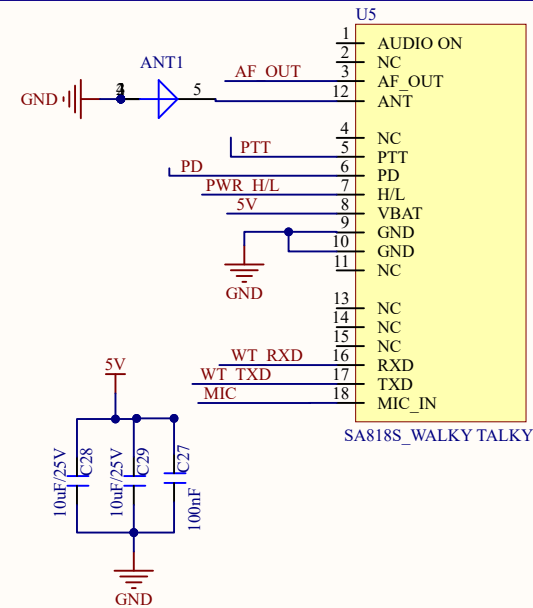 U5
1 AUDIO ON
2 NC
AF_OUT 3 AF_OUT
ANT1
GND 5 12 ANT
4 NC
PTT 5 PTT
PD 6 PD
PWR_H/L 7 H/L
5V 8 VBAT
9 GND
10 GND
11 NC
GND
13 NC
14 NC
15 NC
WT_RXD 16 RXD
WT_TXD 17 TXD
MIC 18 MIC_IN
SA818S_WALKY TALKY
5V
10uF/25V C28
10uF/25V C29
100nF C27
GND